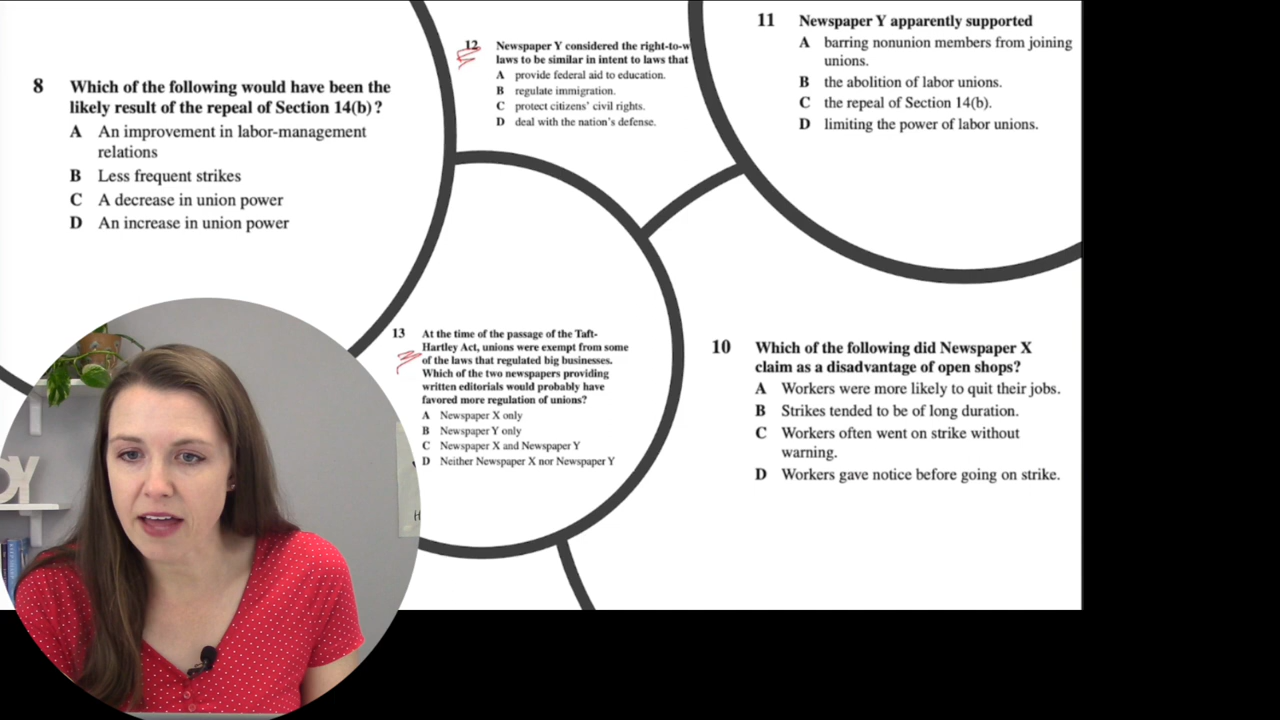 8 Which of the following would have been the
likely result of the repeal of Section 14(b)?
A An improvement in labor-management
relations
B Less frequent strikes
C A decrease in union power
D An increase in union power
12 Newspaper Y considered the right-to-w
laws to be similar in intent to laws that
A provide federal aid to education.
B regulate immigration.
C protect citizens' civil rights.
D deal with the nation's defense.
11 Newspaper Y apparently supported
A barring nonunion members from joining
unions.
B the abolition of labor unions.
C the repeal of Section 14(b).
D limiting the power of labor unions.
13 At the time of the passage of the Taft-
Hartley Act, unions were exempt from some
of the laws that regulated big businesses.
Which of the two newspapers providing
written editorials would probably have
favored more regulation of unions?
A Newspaper X only
B Newspaper Y only
C Newspaper X and Newspaper Y
D Neither Newspaper X nor Newspaper Y
10 Which of the following did Newspaper X
claim as a disadvantage of open shops?
A Workers were more likely to quit their jobs.
B Strikes tended to be of long duration.
C Workers often went on strike without
warning.
D Workers gave notice before going on strike.